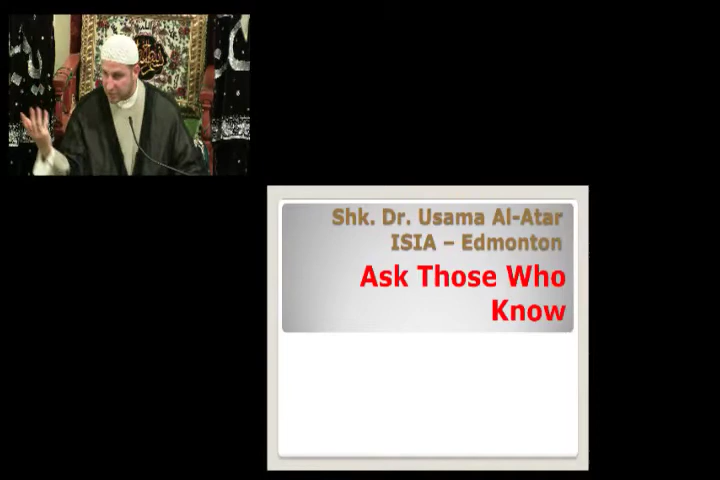 Shk. Dr. Usama Al-Atar
ISIA – Edmonton
Ask Those Who
Know